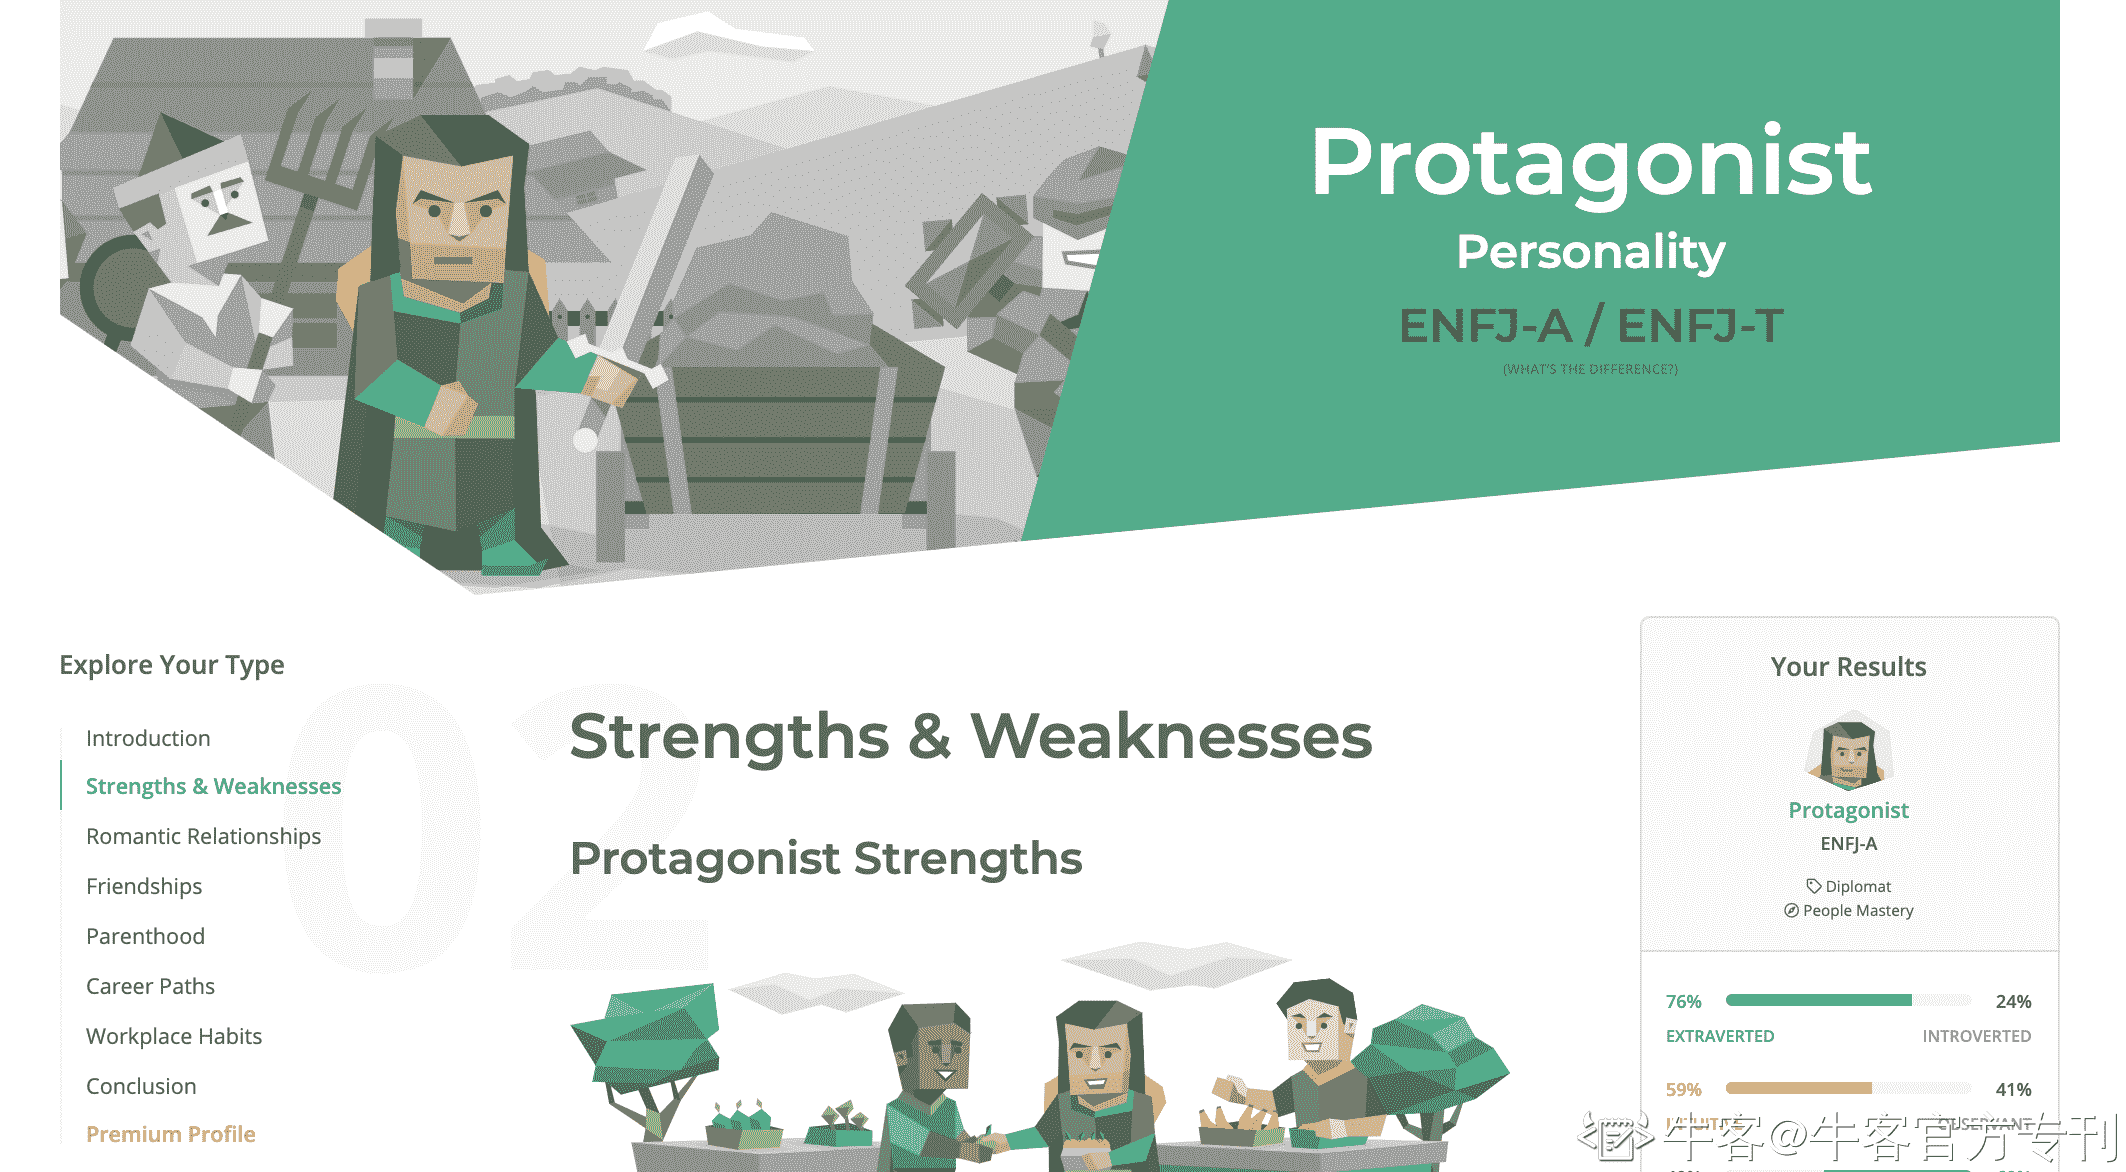 Protagonist
Personality
ENFJ-A / ENFJ-T
(WHAT'S THE DIFFERENCE?)
Explore Your Type
Introduction
Strengths & Weaknesses
Romantic Relationships
Friendships
Parenthood
Career Paths
Workplace Habits
Conclusion
Premium Profile
02
Strengths & Weaknesses
Protagonist Strengths
Your Results
Protagonist
ENFJ-A
Diplomat
People Mastery
76% 24%
EXTRAVERTED INTROVERTED
59% 41%
OBSERVANT
牛客@牛客官方专刊